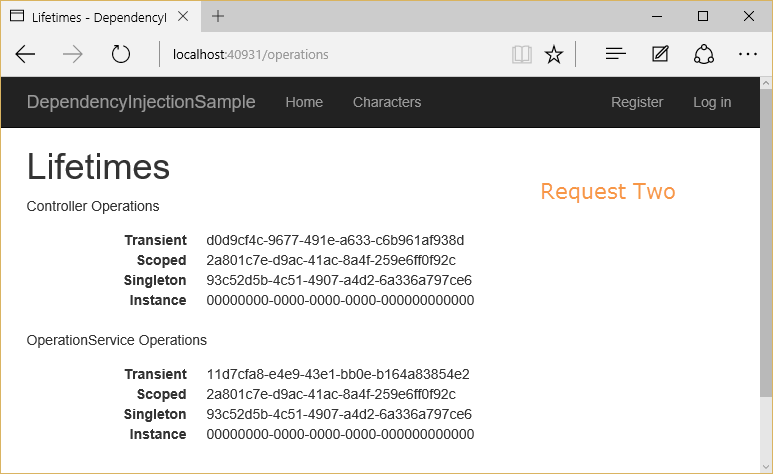 Lifetimes - DependencyI
localhost:40931/operations
DependencyInjectionSample Home Characters Register Log in
Lifetimes
Request Two
Controller Operations
Transient d0d9cf4c-9677-491e-a633-c6b961af938d
Scoped 2a801c7e-d9ac-41ac-8a4f-259e6ff0f92c
Singleton 93c52d5b-4c51-4907-a4d2-6a336a797ce6
Instance 00000000-0000-0000-0000-000000000000
OperationService Operations
Transient 11d7cfa8-e4e9-43e1-bb0e-b164a83854e2
Scoped 2a801c7e-d9ac-41ac-8a4f-259e6ff0f92c
Singleton 93c52d5b-4c51-4907-a4d2-6a336a797ce6
Instance 00000000-0000-0000-0000-000000000000